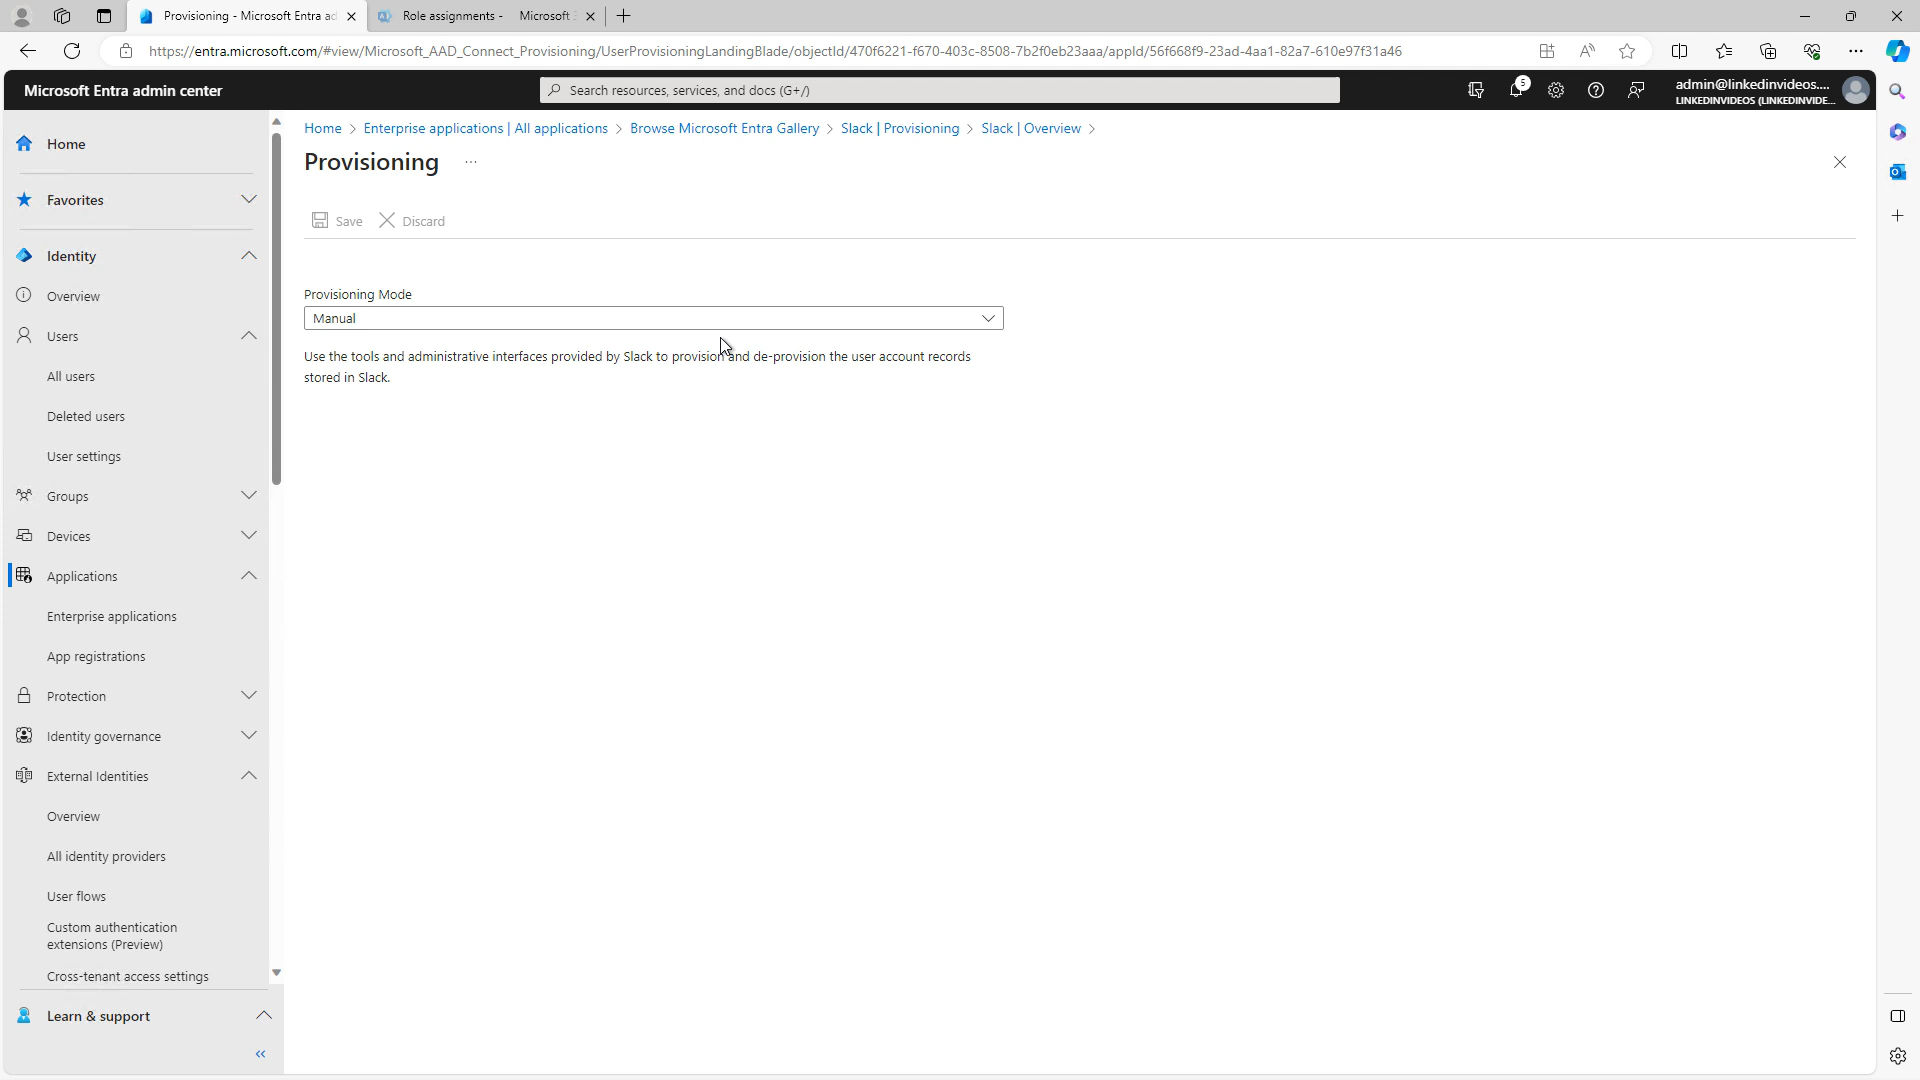 Provisioning - Microsoft Entra ad
Role assignments - Microsoft 3
https://entra.microsoft.com/#view/Microsoft_AAD_Connect_Provisioning/UserProvisioningLandingBlade/objectId/470f6221-f670-403c-8508-7b2f0eb23aaa/appId/56f668f9-23ad-4aa1-82a7-610e97f31a46
Microsoft Entra admin center
Search resources, services, and docs (G+/)
5
admin@linkedinvideos....
LINKEDINVIDEOS (LINKEDINVIDE...
Home
Favorites
Identity
Overview
Users
All users
Deleted users
User settings
Groups
Devices
Applications
Enterprise applications
App registrations
Protection
Identity governance
External Identities
Overview
All identity providers
User flows
Custom authentication
extensions (Preview)
Cross-tenant access settings
Learn & support
Home > Enterprise applications | All applications > Browse Microsoft Entra Gallery > Slack | Provisioning > Slack | Overview >
Provisioning ...
Save Discard
Provisioning Mode
Manual
Use the tools and administrative interfaces provided by Slack to provision and de-provision the user account records
stored in Slack.